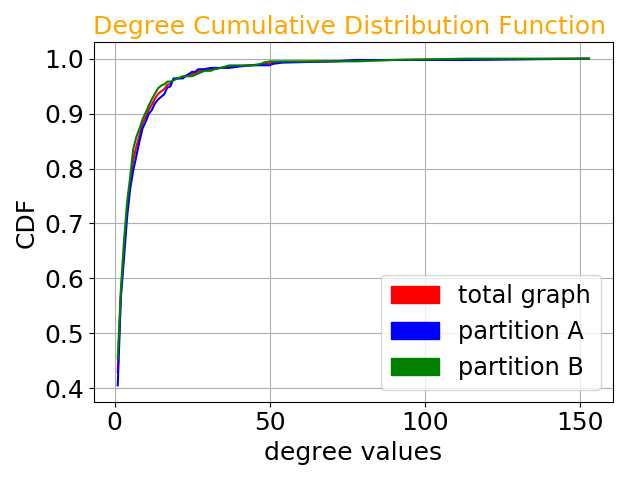 Degree Cumulative Distribution Function
1.0
0.9
0.8
0.7
0.6
0.5
0.4
CDF
total graph
partition A
partition B
0 50 100 150
degree values